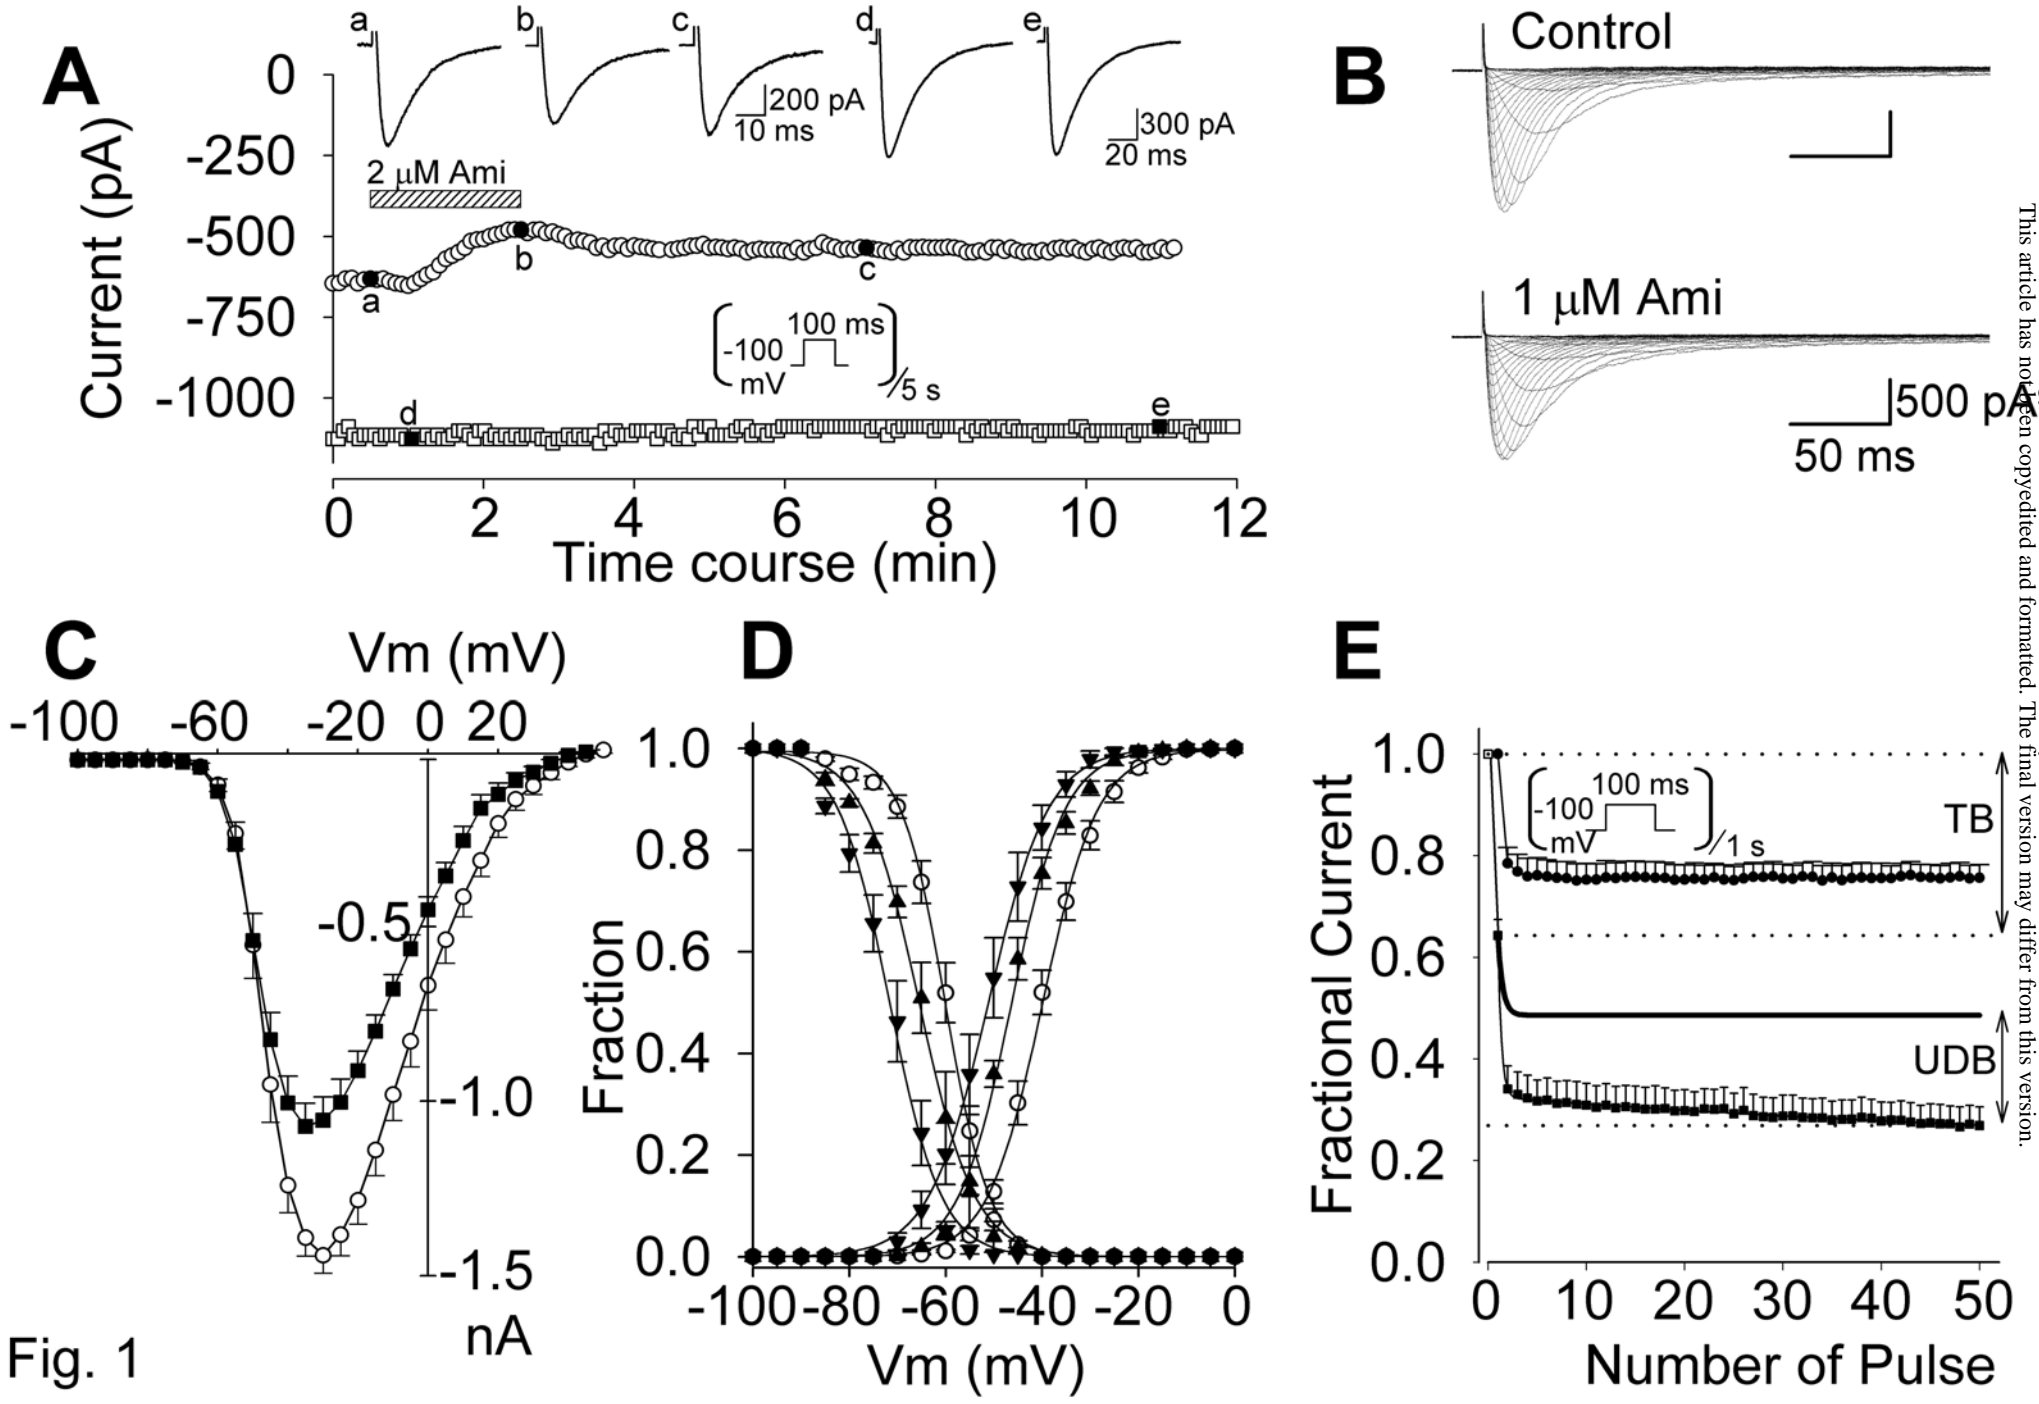 A
a
b
c
d
e
0
-250
-500
-750
-1000
Current (pA)
200 pA
10 ms
300 pA
20 ms
2 μM Ami
a
b
c
d
e
100 ms
-100
mV
/5 s
0 2 4 6 8 10 12
Time course (min)
B
Control
1 μM Ami
500 pA
50 ms
C
Vm (mV)
-100 -60 -20 0 20
-0.5
-1.0
-1.5
nA
D
1.0
0.8
0.6
0.4
0.2
0.0
Fraction
-100 -80 -60 -40 -20 0
Vm (mV)
E
1.0
0.8
0.6
0.4
0.2
0.0
Fractional Current
100 ms
-100
mV
/1 s
TB
UDB
0 10 20 30 40 50
Number of Pulse
Fig. 1
This article has not been copyedited and formatted. The final version may differ from this version.